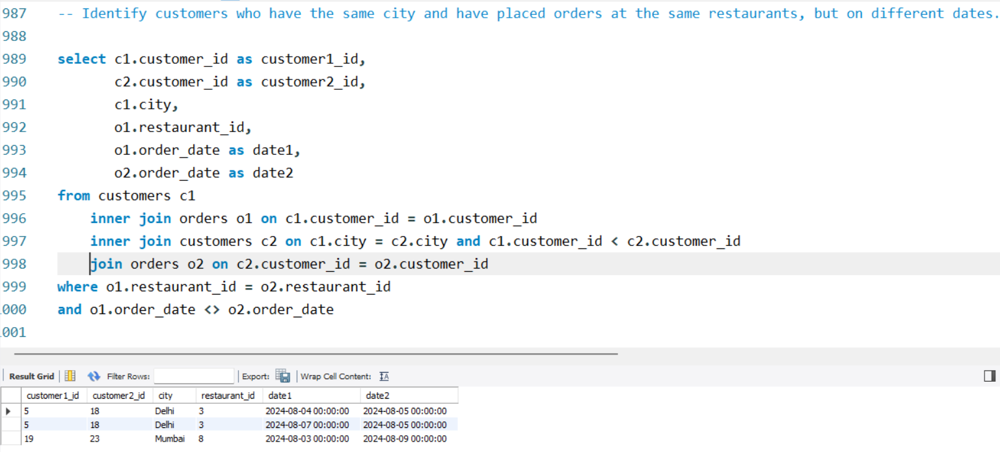 987 -- Identify customers who have the same city and have placed orders at the same restaurants, but on different dates.
988
989 select c1.customer_id as customer1_id,
990 c2.customer_id as customer2_id,
991 c1.city,
992 o1.restaurant_id,
993 o1.order_date as date1,
994 o2.order_date as date2
995 from customers c1
996 inner join orders o1 on c1.customer_id = o1.customer_id
997 inner join customers c2 on c1.city = c2.city and c1.customer_id < c2.customer_id
998 join orders o2 on c2.customer_id = o2.customer_id
999 where o1.restaurant_id = o2.restaurant_id
000 and o1.order_date <> o2.order_date
001
Result Grid Filter Rows: Export: Wrap Cell Content: IA
customer1_id customer2_id city restaurant_id date1 date2
5 18 Delhi 3 2024-08-04 00:00:00 2024-08-05 00:00:00
5 18 Delhi 3 2024-08-07 00:00:00 2024-08-05 00:00:00
19 23 Mumbai 8 2024-08-03 00:00:00 2024-08-09 00:00:00